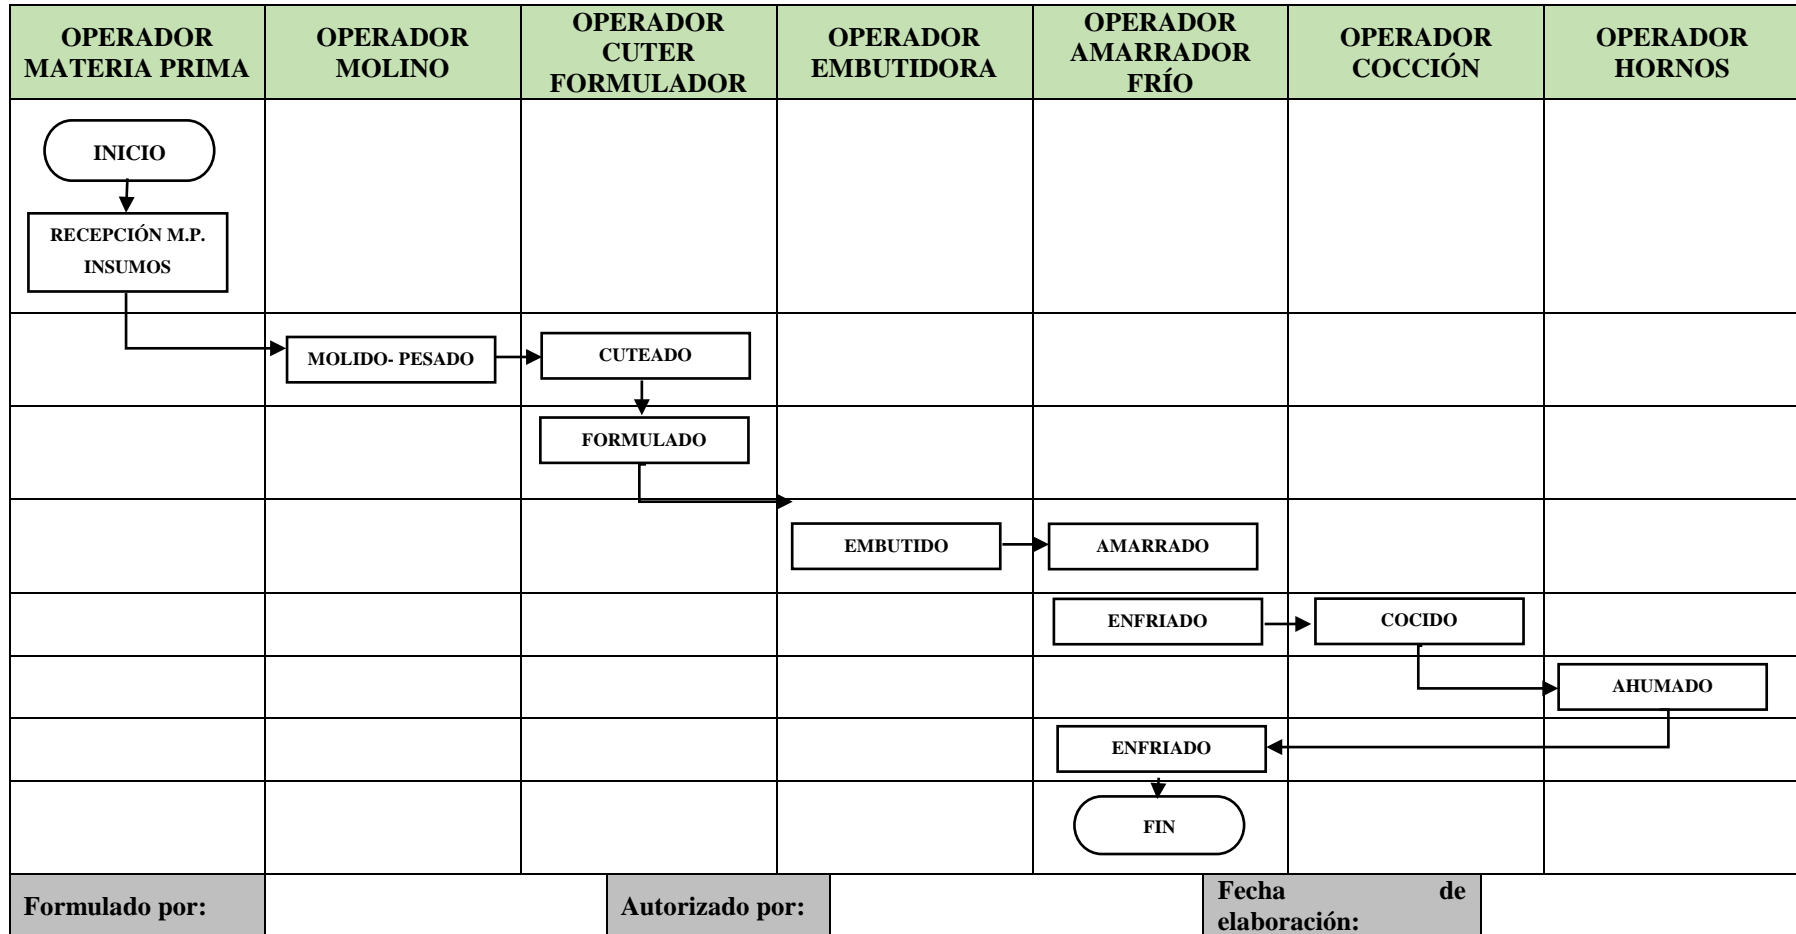 OPERADOR
MATERIA PRIMA
OPERADOR
MOLINO
OPERADOR
CUTER
FORMULADOR
OPERADOR
EMBUTIDORA
OPERADOR
AMARRADOR
FRÍO
OPERADOR
COCCIÓN
OPERADOR
HORNOS
INICIO
RECEPCIÓN M.P.
INSUMOS
MOLIDO- PESADO
CUTEADO
FORMULADO
EMBUTIDO
AMARRADO
ENFRIADO
COCIDO
AHUMADO
ENFRIADO
FIN
Formulado por:
Autorizado por:
Fecha de
elaboración: